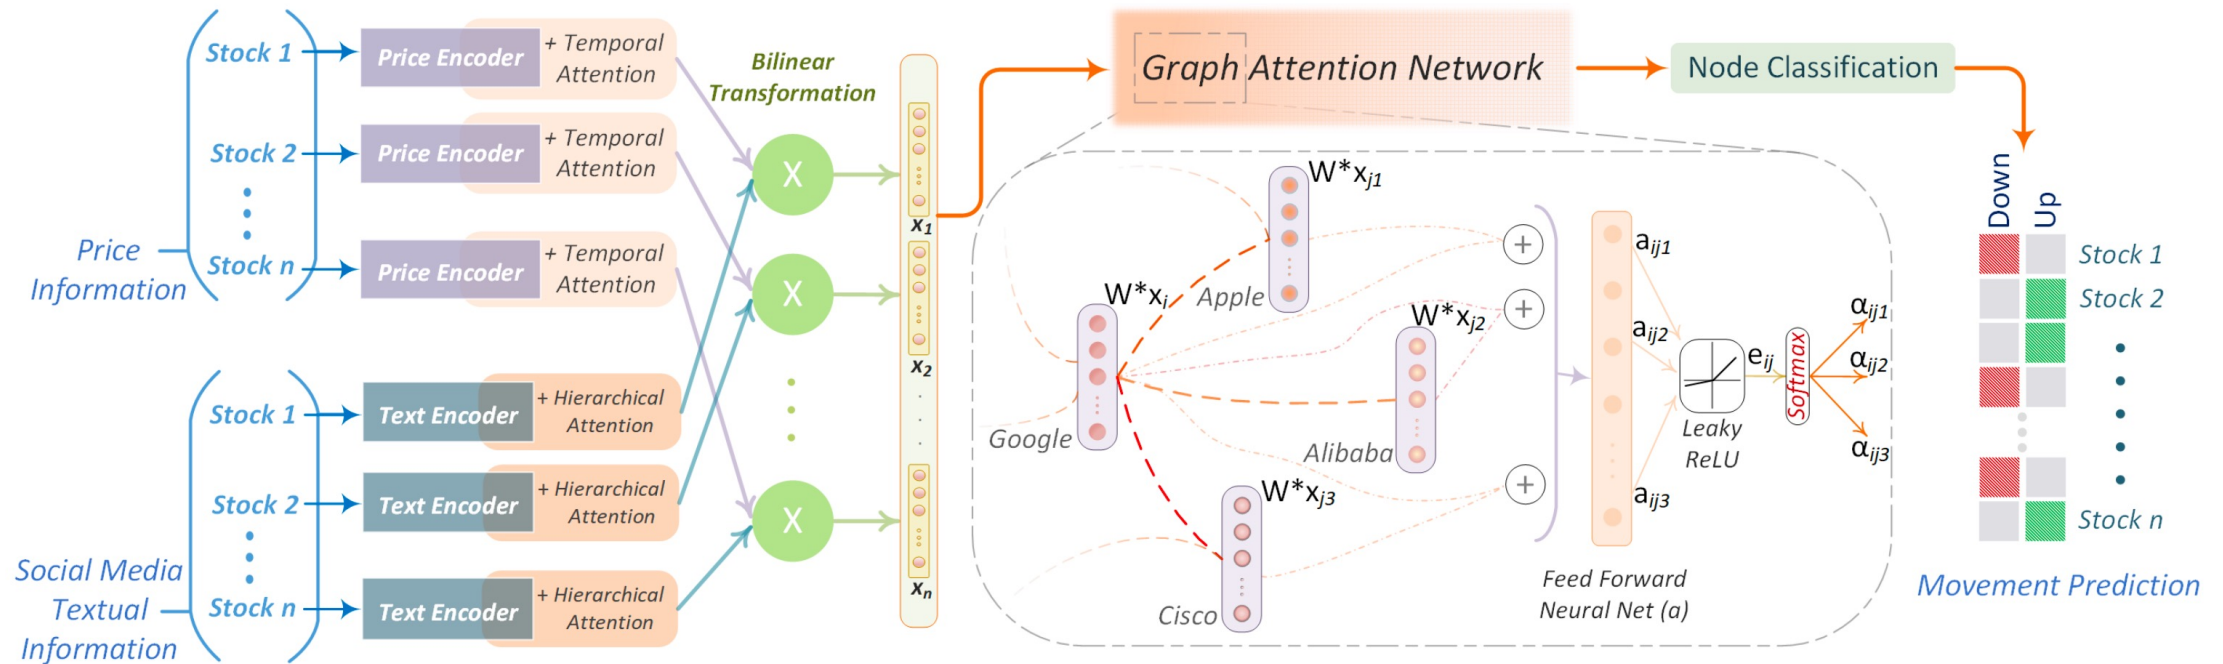 Stock 1
Price Encoder
+ Temporal
Attention
Stock 2
Price Encoder
+ Temporal
Attention
Stock n
Price Encoder
+ Temporal
Attention
Price
Information
Stock 1
Text Encoder
+ Hierarchical
Attention
Stock 2
Text Encoder
+ Hierarchical
Attention
Stock n
Text Encoder
+ Hierarchical
Attention
Social Media
Textual
Information
Bilinear
Transformation
X
X
X
x1
x2
xn
Graph Attention Network
Node Classification
W*xi
Google
W*xj1
Apple
W*xj2
Alibaba
W*xj3
Cisco
+
+
+
aij1
aij2
aij3
Feed Forward
Neural Net (a)
Leaky
ReLU
eij
Softmax
αij1
αij2
αij3
Down
Up
Stock 1
Stock 2
Stock n
Movement Prediction